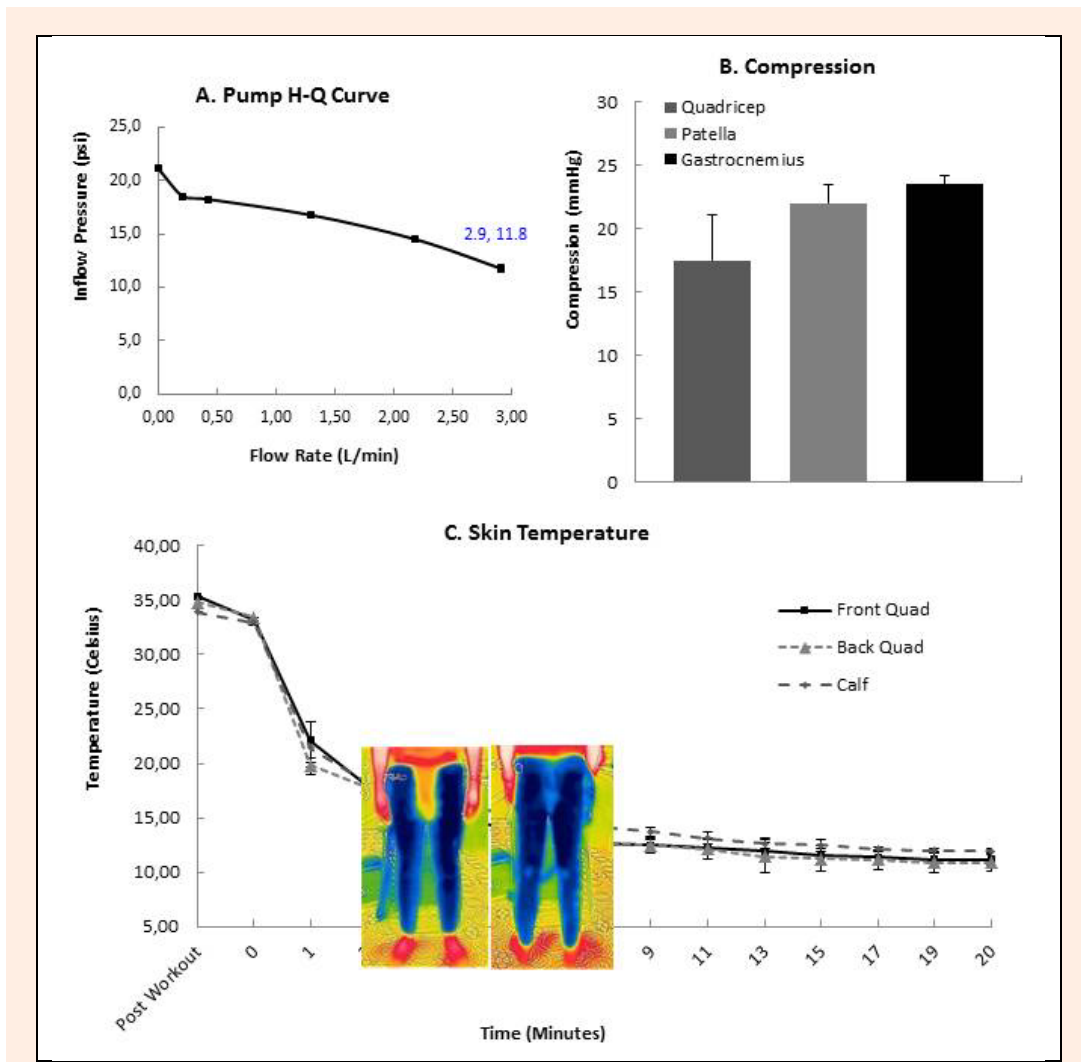 A. Pump H-Q Curve
Inflow Pressure (psi)
25,0
20,0
15,0
10,0
5,0
0,0
2.9, 11.8
0,00 0,50 1,00 1,50 2,00 2,50 3,00
Flow Rate (L/min)
B. Compression
Compression (mmHg)
30
25
20
15
10
5
0
Quadricep
Patella
Gastrocnemius
C. Skin Temperature
Temperature (Celsius)
40,00
35,00
30,00
25,00
20,00
15,00
10,00
5,00
Front Quad
Back Quad
Calf
Post Workout 0 1 9 11 13 15 17 19 20
Time (Minutes)